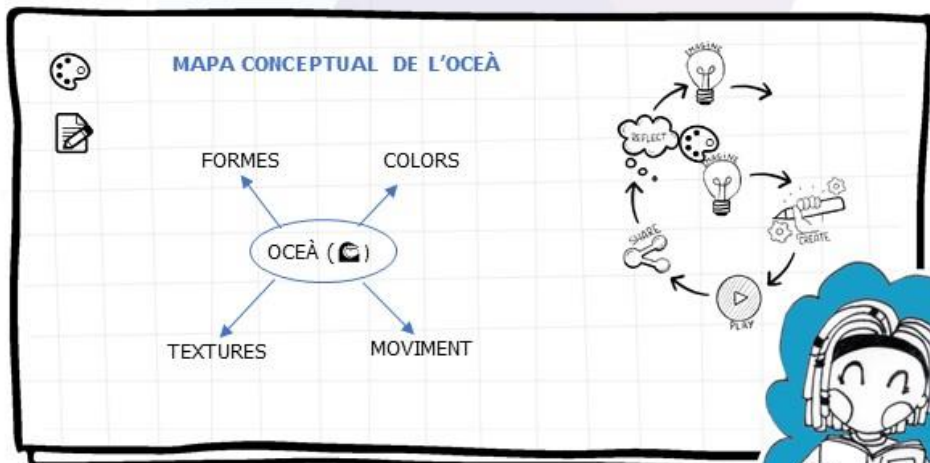 MAPA CONCEPTUAL DE L'OCEÀ
FORMES
COLORS
OCEÀ ( )
TEXTURES
MOVIMENT
IMAGINE
REFLECT
IMAGINE
CREATE
SHARE
PLAY